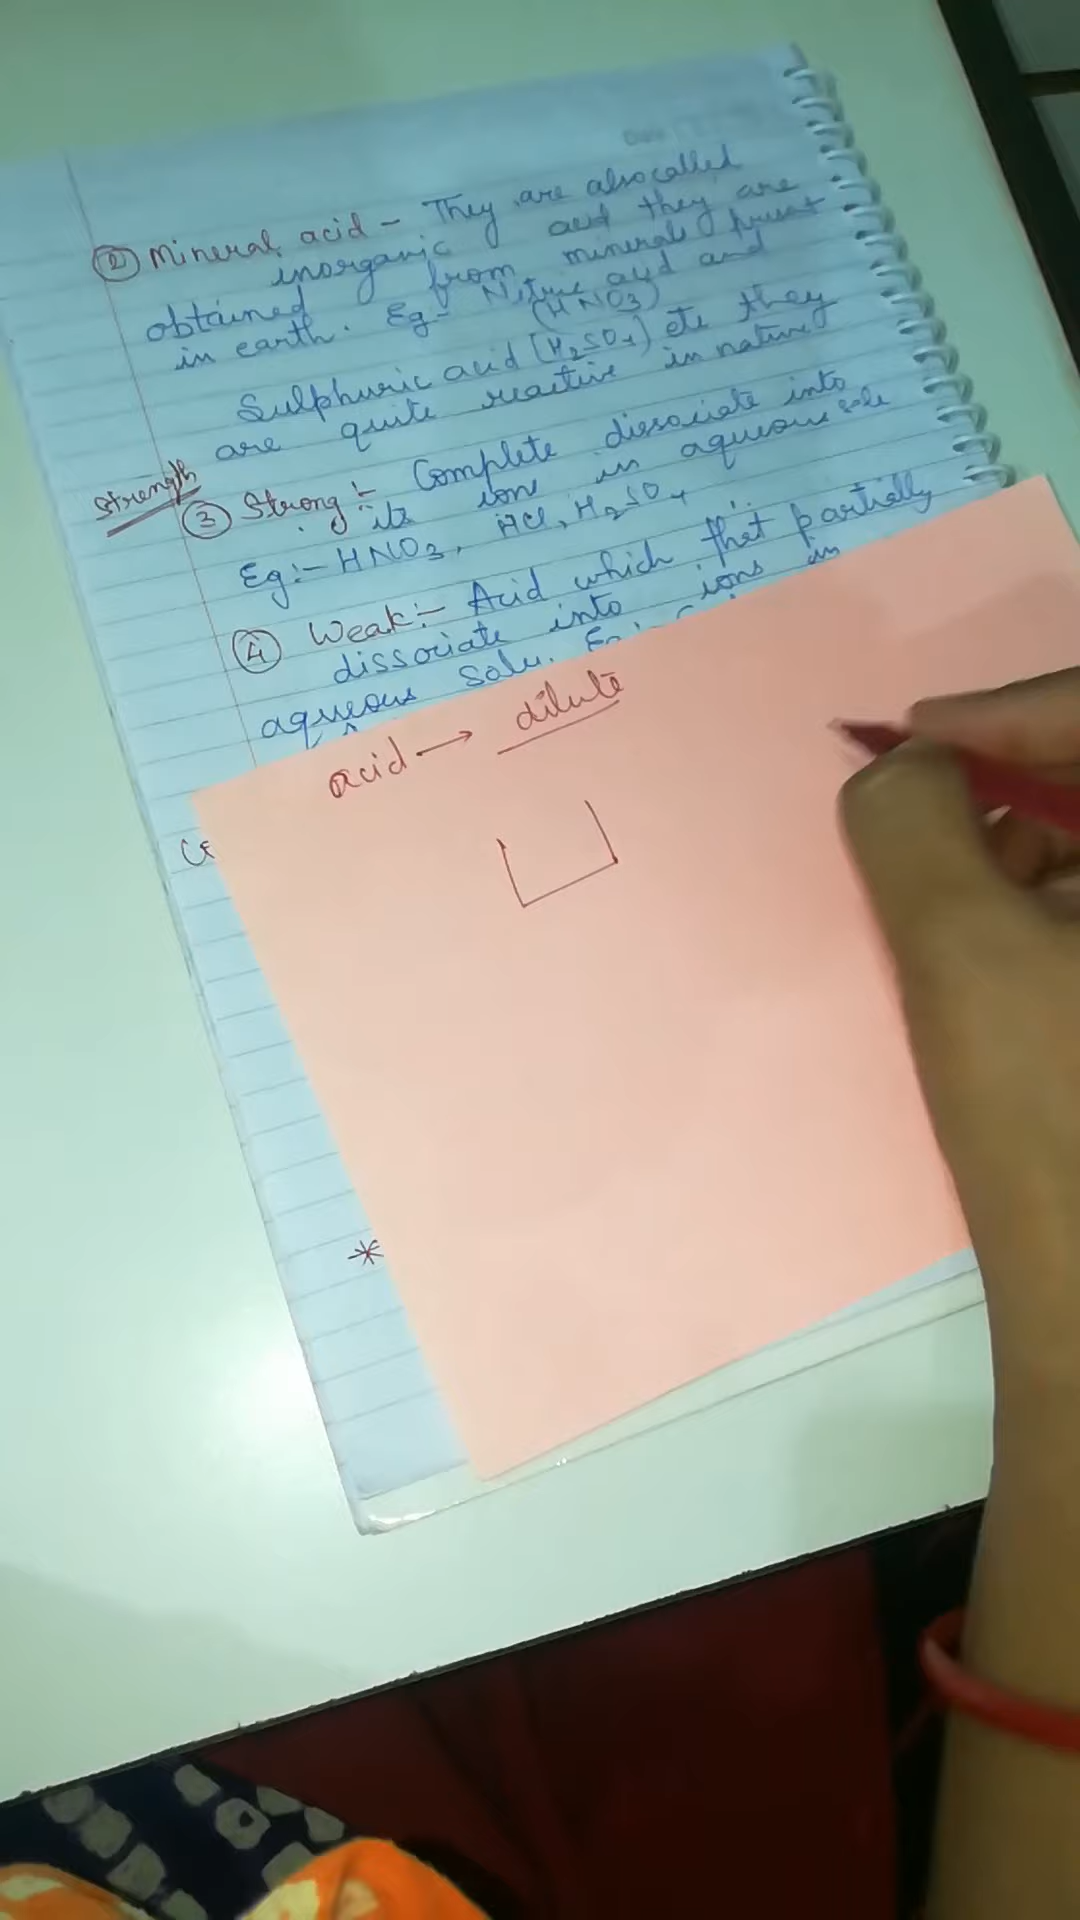 ② Mineral acid - They are also called
inorganic acid they are
obtained from minerals present
in earth. Eg- Nitric acid and
(HNO3)
Sulphuric acid [H2SO4] etc they
are quite reactive in nature
Strength
③ Strong :- Complete dissociate into
its ions in aqueous solu
Eg:- HNO3, HCl, H2SO4
④ Weak:- Acid which that partially
dissociate into ions in
aqueous Solu.
acid → dilute
*